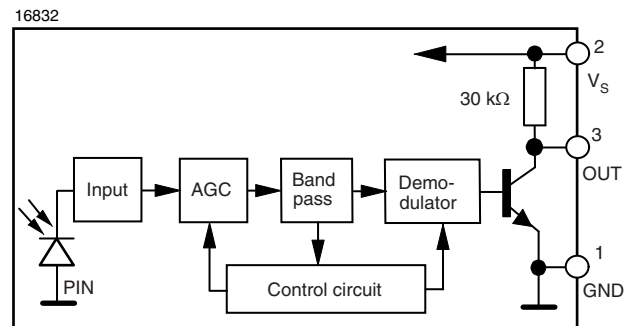 16832
2
V_S
30 kΩ
3
OUT
Input
AGC
Band
pass
Demo-
dulator
1
GND
PIN
Control circuit